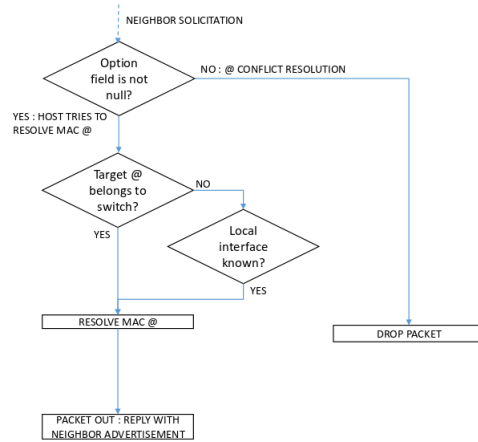 NEIGHBOR SOLICITATION
Option
field is not
null?
NO : @ CONFLICT RESOLUTION
YES : HOST TRIES TO
RESOLVE MAC @
Target @
belongs to
switch?
NO
YES
Local
interface
known?
YES
RESOLVE MAC @
DROP PACKET
PACKET OUT : REPLY WITH
NEIGHBOR ADVERTISEMENT